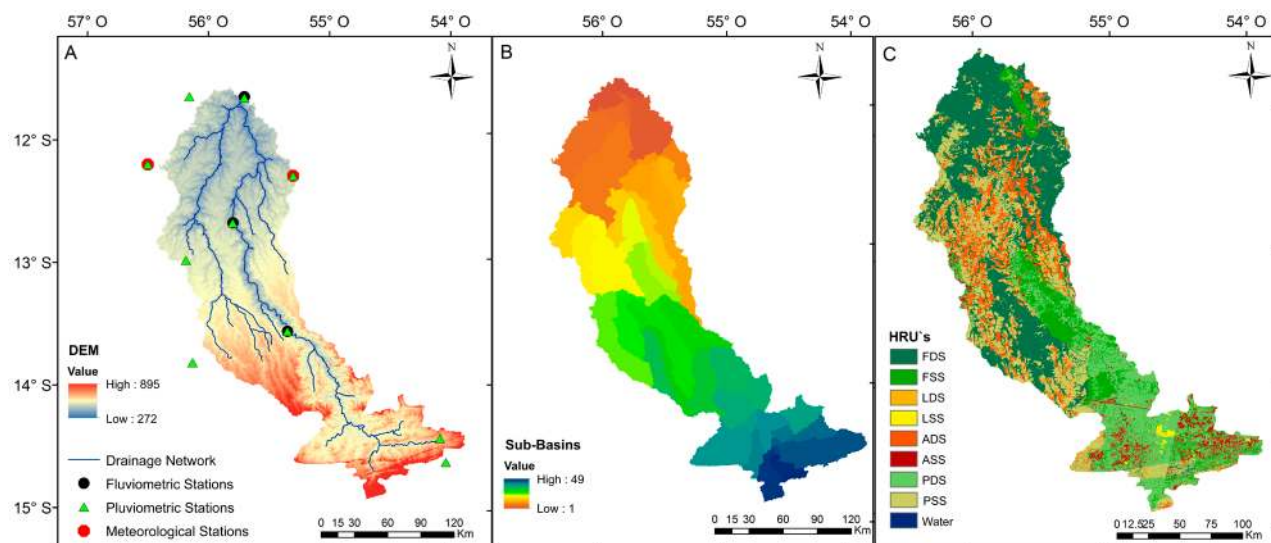 57° O 56° O 55° O 54° O
56° O 55° O 54° O
56° O 55° O 54° O
A
N
12° S
13° S
14° S
15° S
DEM
Value
High : 895
Low : 272
Drainage Network
Fluviometric Stations
Pluviometric Stations
Meteorological Stations
0 15 30 60 90 120
Km
B
N
Sub-Basins
Value
High : 49
Low : 1
0 15 30 60 90 120
Km
C
N
HRU`s
FDS
FSS
LDS
LSS
ADS
ASS
PDS
PSS
Water
0 12.525 50 75 100
Km